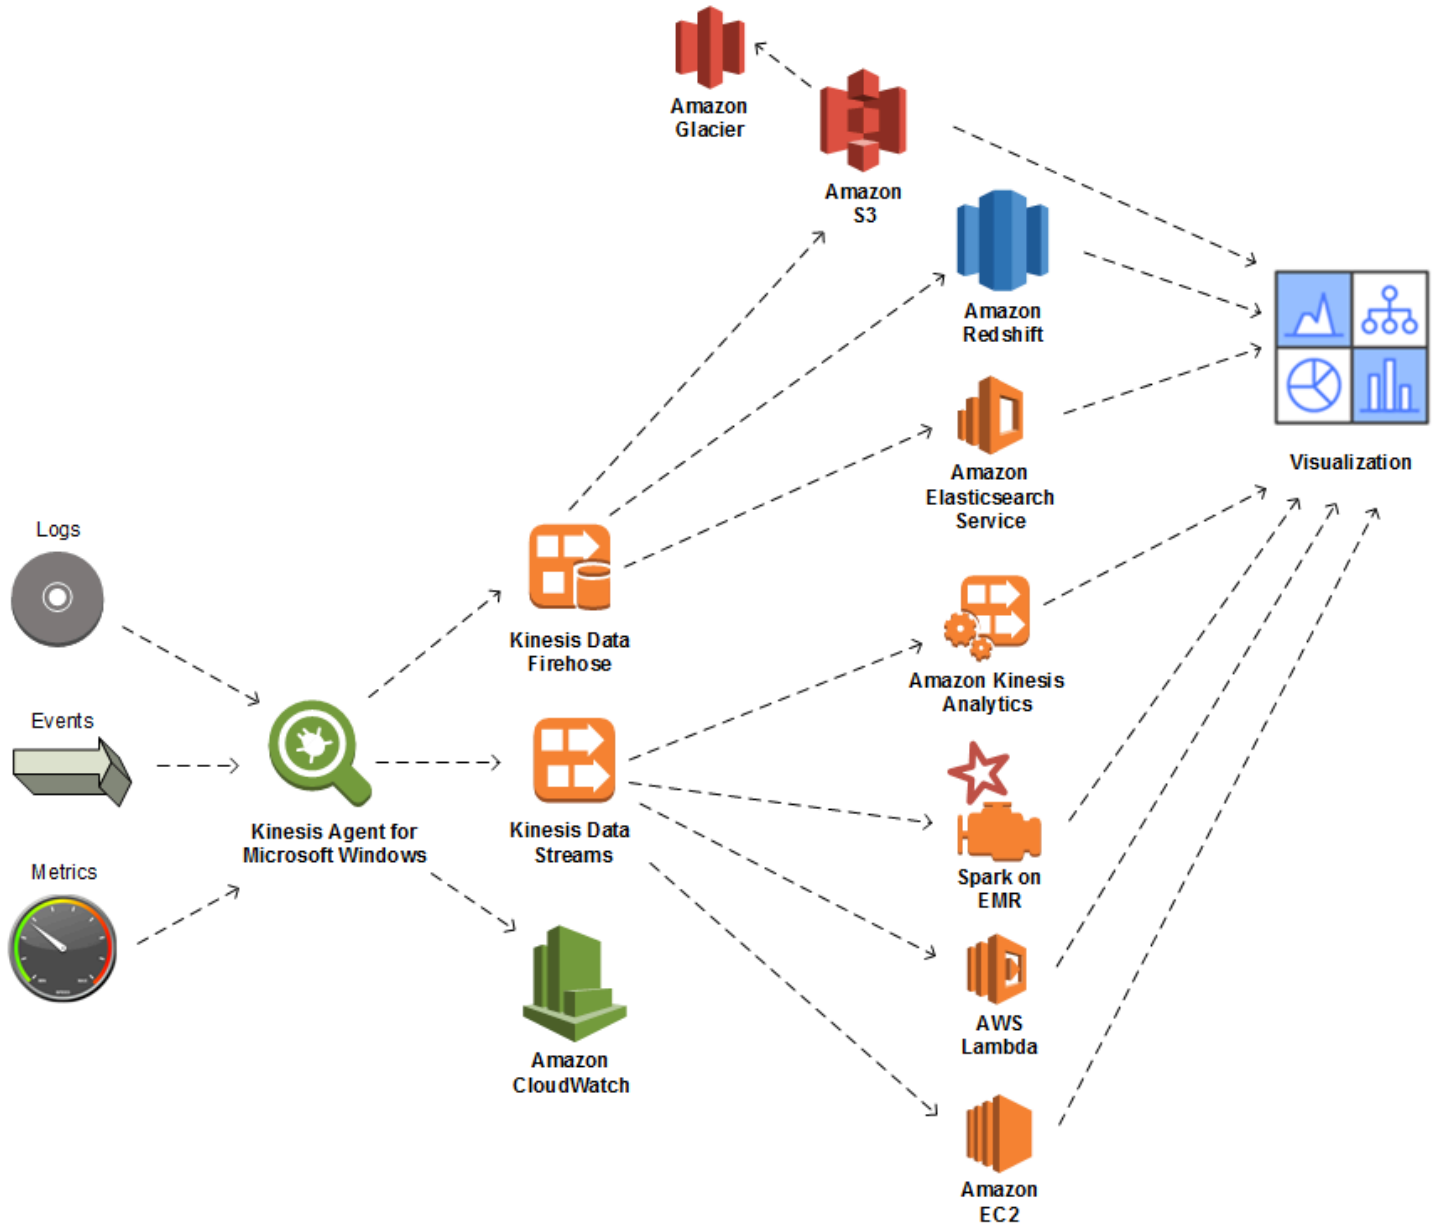 Amazon
Glacier
Amazon
S3
Amazon
Redshift
Amazon
Elasticsearch
Service
Visualization
Logs
Kinesis Data
Firehose
Amazon Kinesis
Analytics
Events
Kinesis Agent for
Microsoft Windows
Kinesis Data
Streams
Metrics
Spark on
EMR
Amazon
CloudWatch
AWS
Lambda
Amazon
EC2